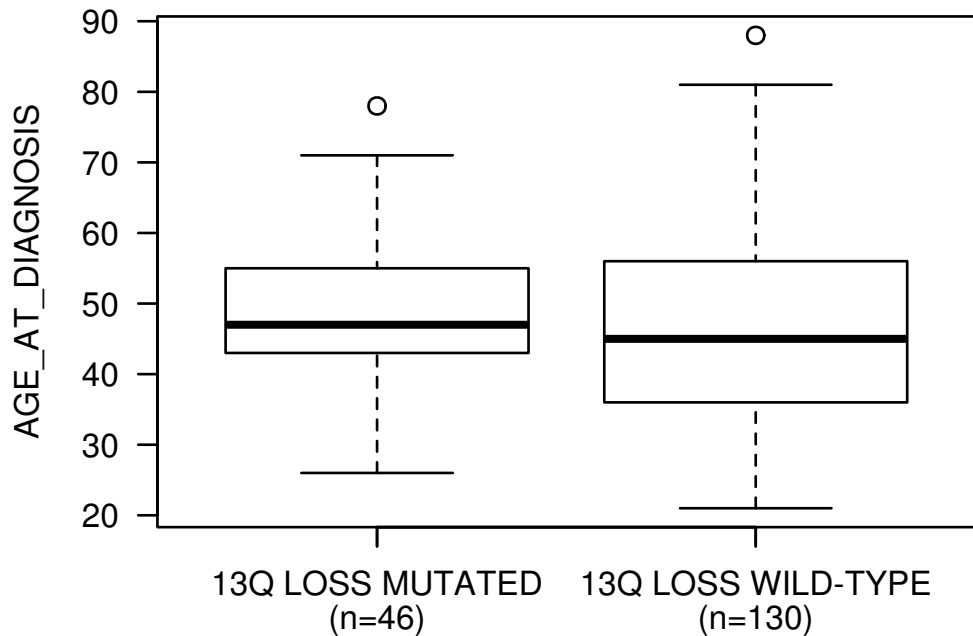 AGE_AT_DIAGNOSIS
90
80
70
60
50
40
30
20
13Q LOSS MUTATED
(n=46)
13Q LOSS WILD-TYPE
(n=130)